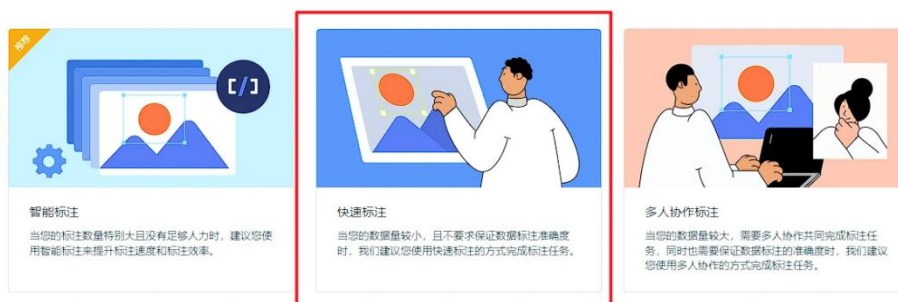 推荐
[/]
智能标注
当您的标注数量特别大且没有足够人力时，建议您使
用智能标注来提升标注速度和标注效率。
快速标注
当您的数据量较小，且不要求保证数据标注准确度
时，我们建议您使用快速标注的方式完成标注任务。
多人协作标注
当您的数据量较大，需要多人协作共同完成标注任
务，同时也需要保证数据标注的准确度时，我们建议
您使用多人协作的方式完成标注任务。